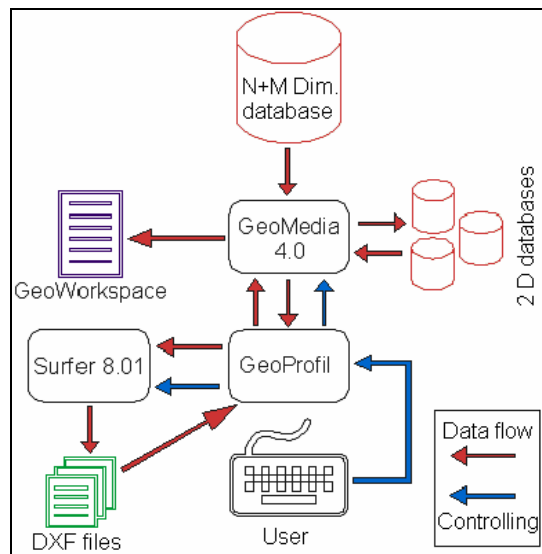 N+M Dim.
database
GeoMedia
4.0
2 D databases
GeoWorkspace
Surfer 8.01
GeoProfil
DXF files
User
Data flow
Controlling